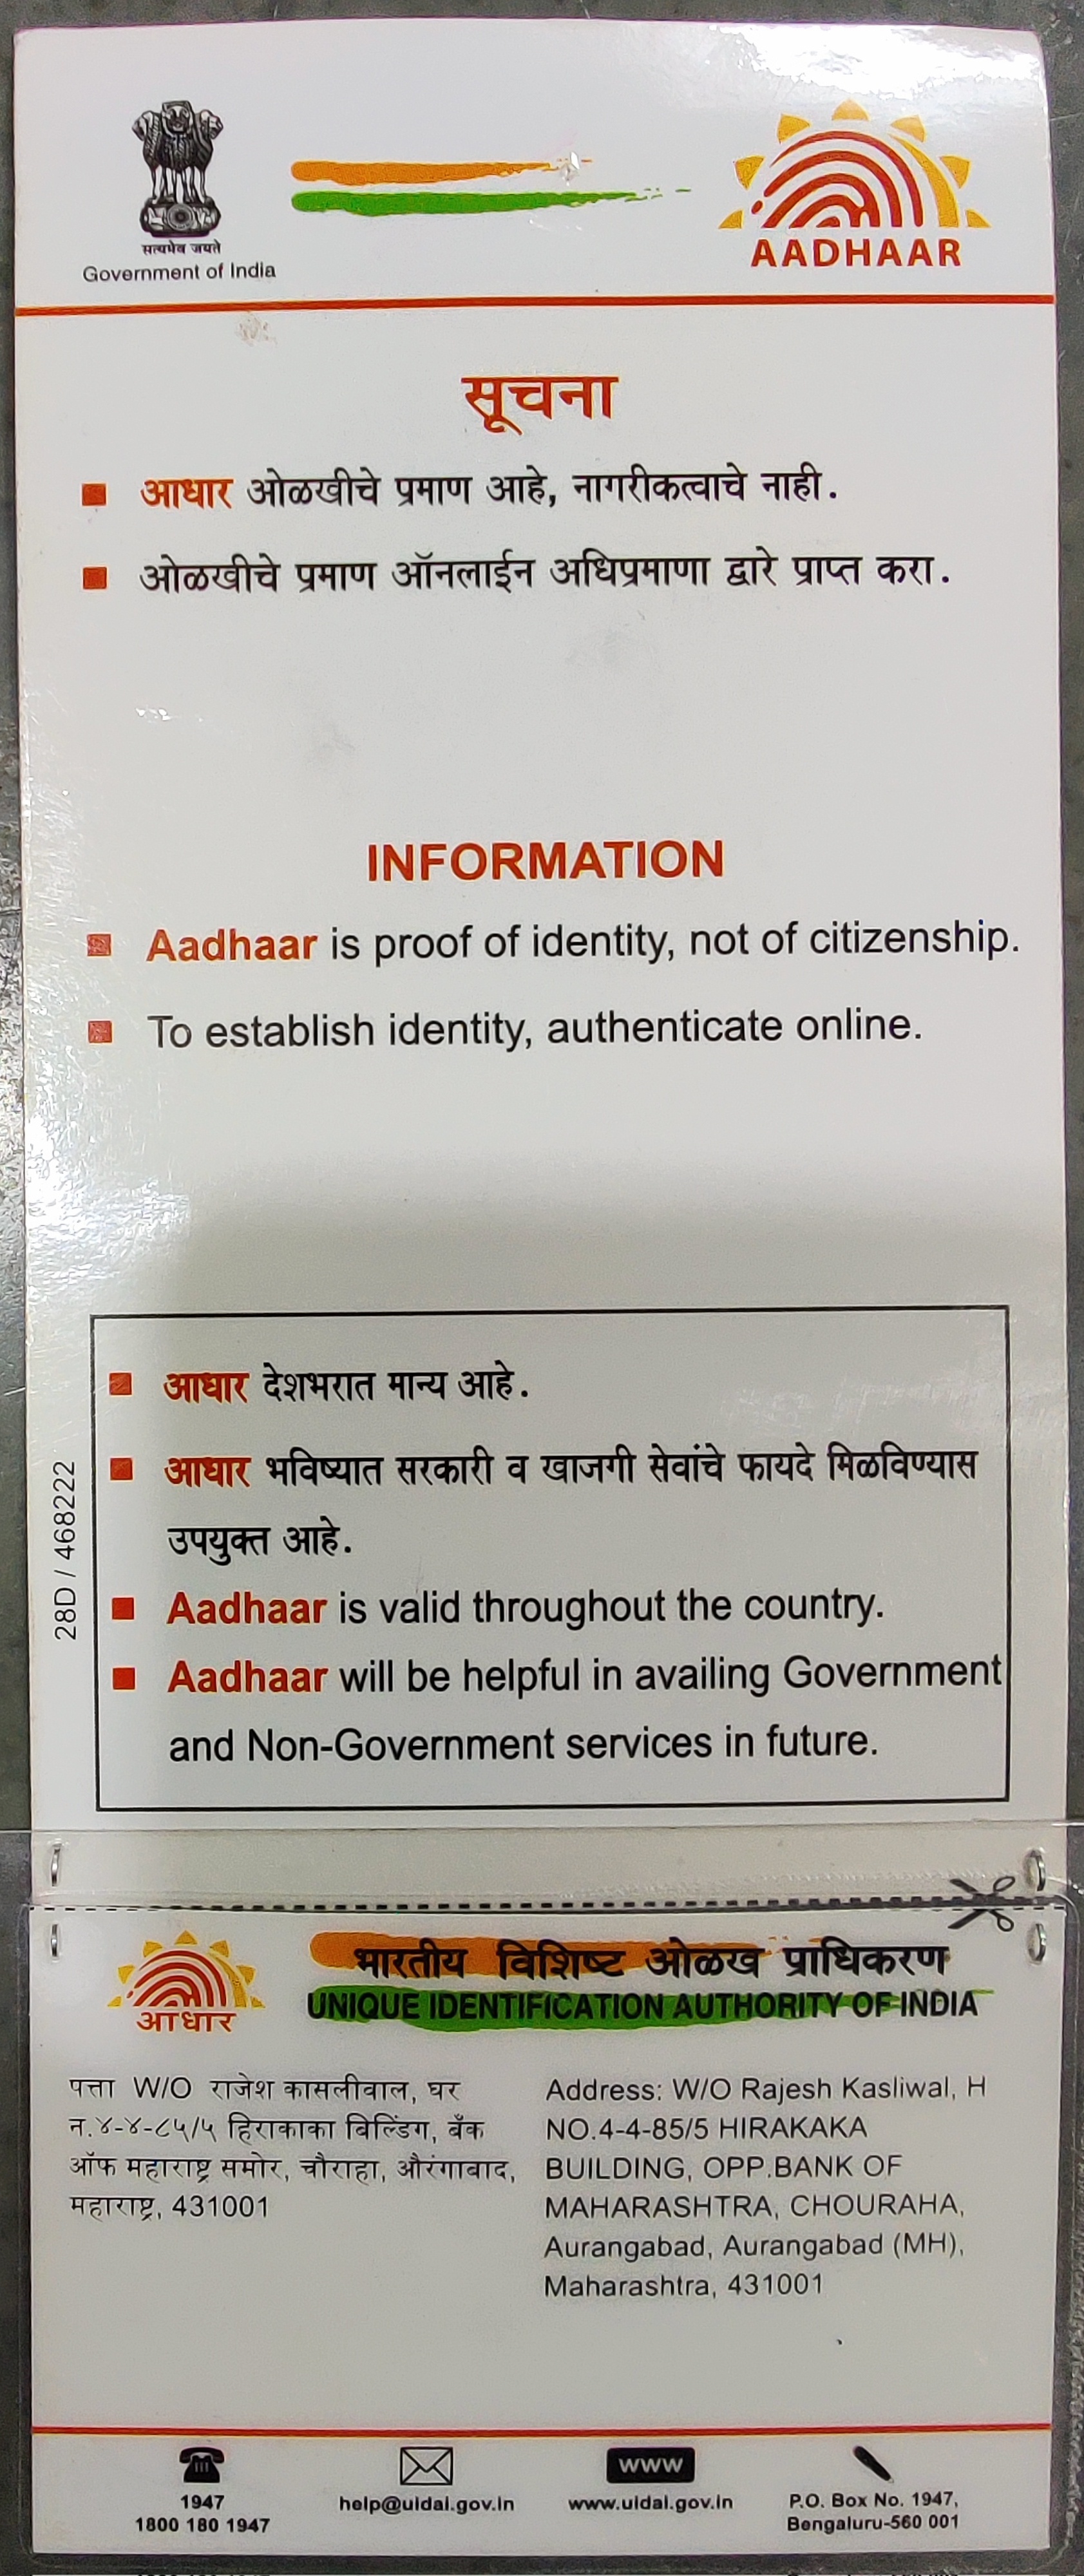 सत्यमेव जयते
Government of India
AADHAAR
सूचना
आधार ओळखीचे प्रमाण आहे, नागरीकत्वाचे नाही.
ओळखीचे प्रमाण ऑनलाईन अधिप्रमाणा द्वारे प्राप्त करा.
INFORMATION
Aadhaar is proof of identity, not of citizenship.
To establish identity, authenticate online.
28D / 468222
आधार देशभरात मान्य आहे.
आधार भविष्यात सरकारी व खाजगी सेवांचे फायदे मिळविण्यास
उपयुक्त आहे.
Aadhaar is valid throughout the country.
Aadhaar will be helpful in availing Government
and Non-Government services in future.
आधार
भारतीय विशिष्ट ओळख प्राधिकरण
UNIQUE IDENTIFICATION AUTHORITY OF INDIA
पत्ता W/O राजेश कासलीवाल, घर
न.४-४-८५/५ हिराकाका बिल्डिंग, बँक
ऑफ महाराष्ट्र समोर, चौराहा, औरंगाबाद,
महाराष्ट्र, 431001
Address: W/O Rajesh Kasliwal, H
NO.4-4-85/5 HIRAKAKA
BUILDING, OPP.BANK OF
MAHARASHTRA, CHOURAHA,
Aurangabad, Aurangabad (MH),
Maharashtra, 431001
1947
1800 180 1947
help@uidai.gov.in
www
www.uidai.gov.in
P.O. Box No. 1947,
Bengaluru-560 001